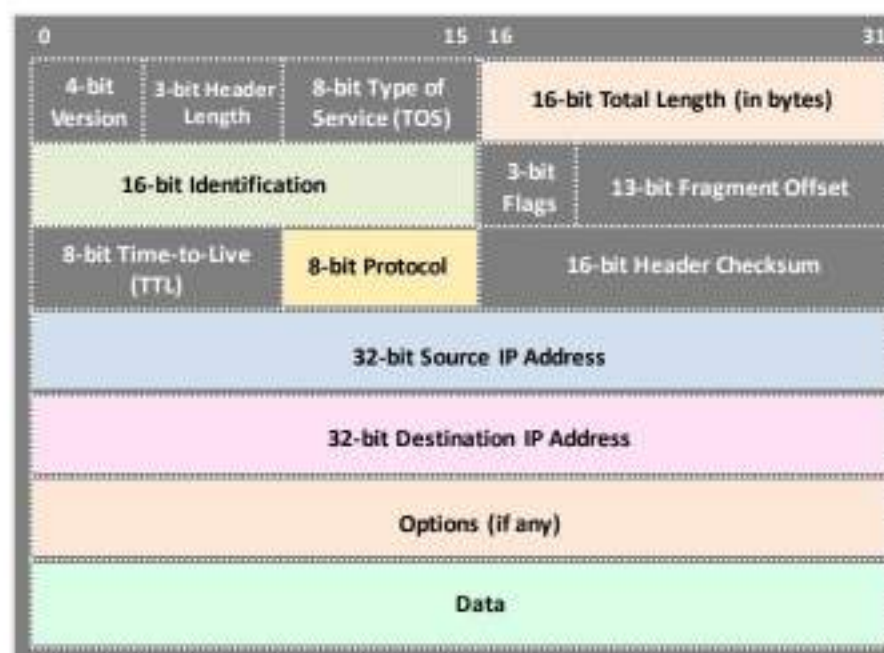 0 15 16 31
4-bit Version
3-bit Header Length
8-bit Type of Service (TOS)
16-bit Total Length (in bytes)
16-bit Identification
3-bit Flags
13-bit Fragment Offset
8-bit Time-to-Live (TTL)
8-bit Protocol
16-bit Header Checksum
32-bit Source IP Address
32-bit Destination IP Address
Options (if any)
Data